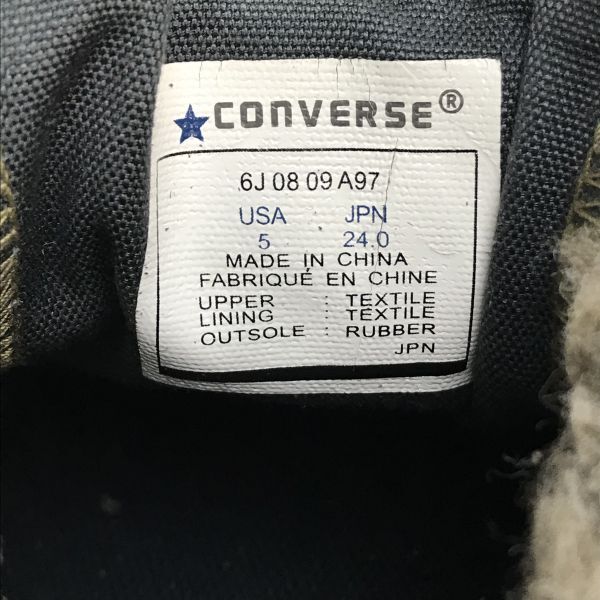 CONVERSE®
6J 08 09 A97
USA JPN
5 24.0
MADE IN CHINA
FABRIQUÉ EN CHINE
UPPER : TEXTILE
LINING : TEXTILE
OUTSOLE : RUBBER
JPN